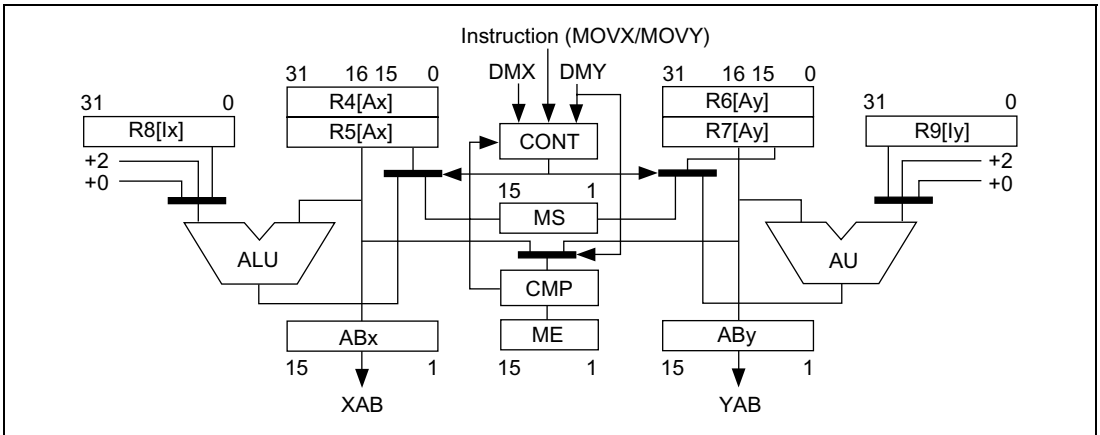 Instruction (MOVX/MOVY)
31 16 15 0
DMX DMY
31 16 15 0
31 0
R4[Ax]
R6[Ay]
31 0
R8[Ix]
R5[Ax]
CONT
R7[Ay]
R9[Iy]
+2
+2
+0
+0
15 1
MS
ALU
AU
CMP
ABx
ME
ABy
15 1
15 1
15 1
XAB
YAB